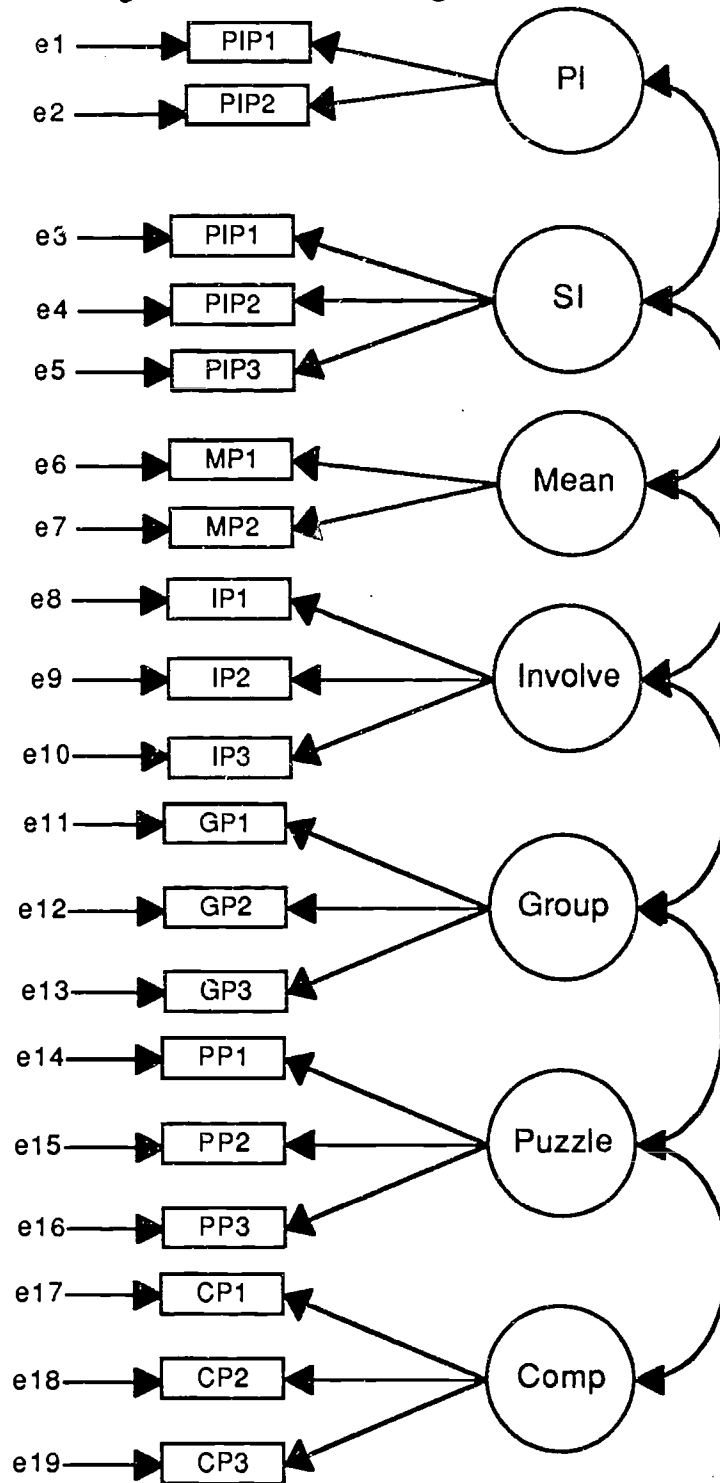 e1 PIP1 PI
e2 PIP2
e3 PIP1
e4 PIP2 SI
e5 PIP3
e6 MP1 Mean
e7 MP2
e8 IP1
e9 IP2 Involve
e10 IP3
e11 GP1
e12 GP2 Group
e13 GP3
e14 PP1
e15 PP2 Puzzle
e16 PP3
e17 CP1
e18 CP2 Comp
e19 CP3